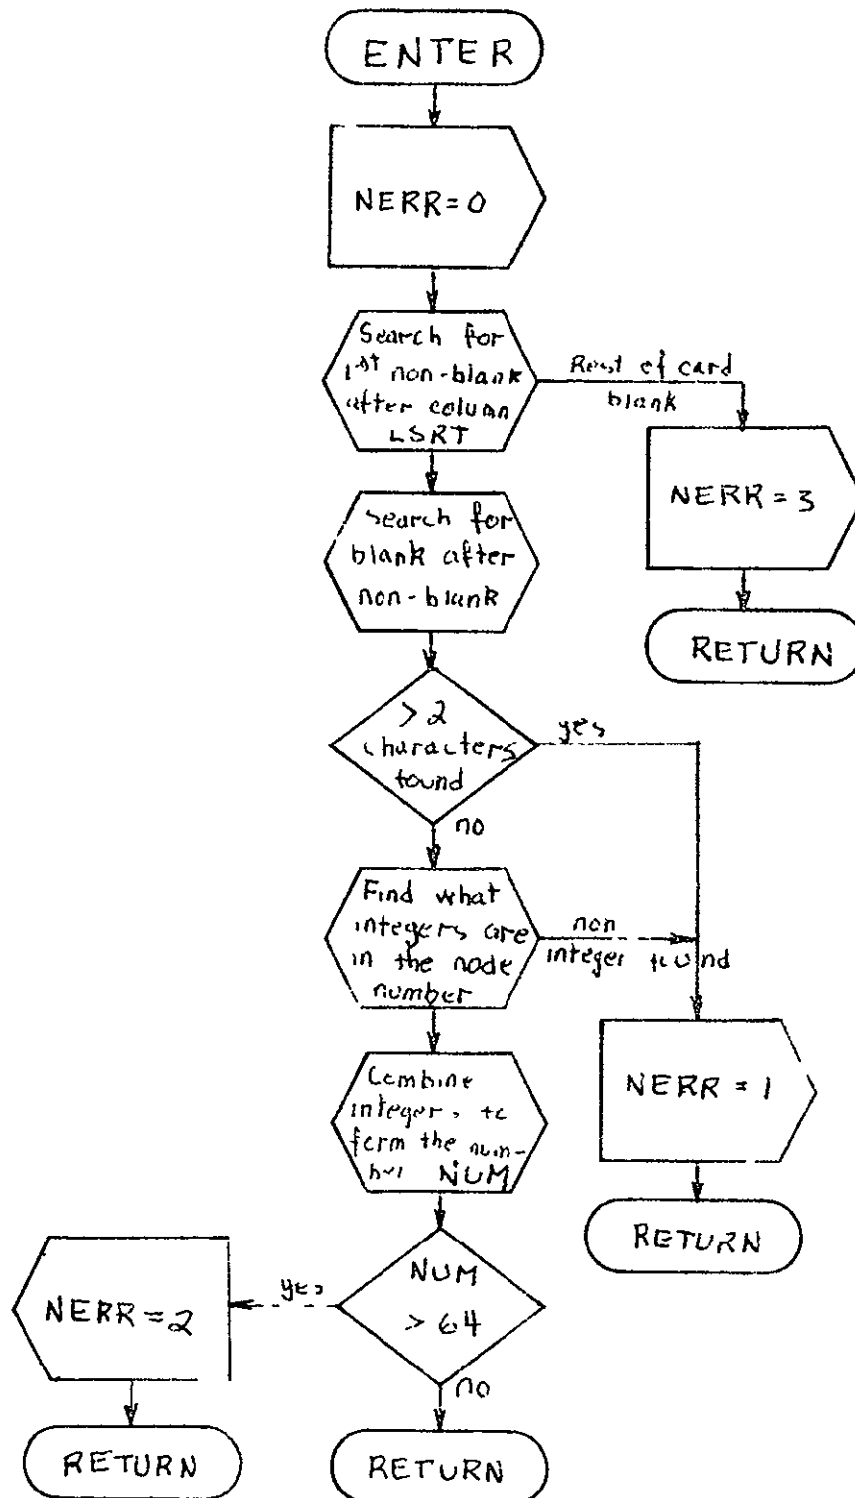 ENTER
NERR=0
Search for
1st non-blank
after column
LSRT
Rest of card
blank
NERR = 3
RETURN
Search for
blank after
non-blank
> 2
characters
found
yes
no
Find what
integers are
in the node
number
non
integer found
NERR = 1
RETURN
Combine
integers to
form the num-
ber NUM
NUM
> 64
yes
NERR = 2
RETURN
no
RETURN